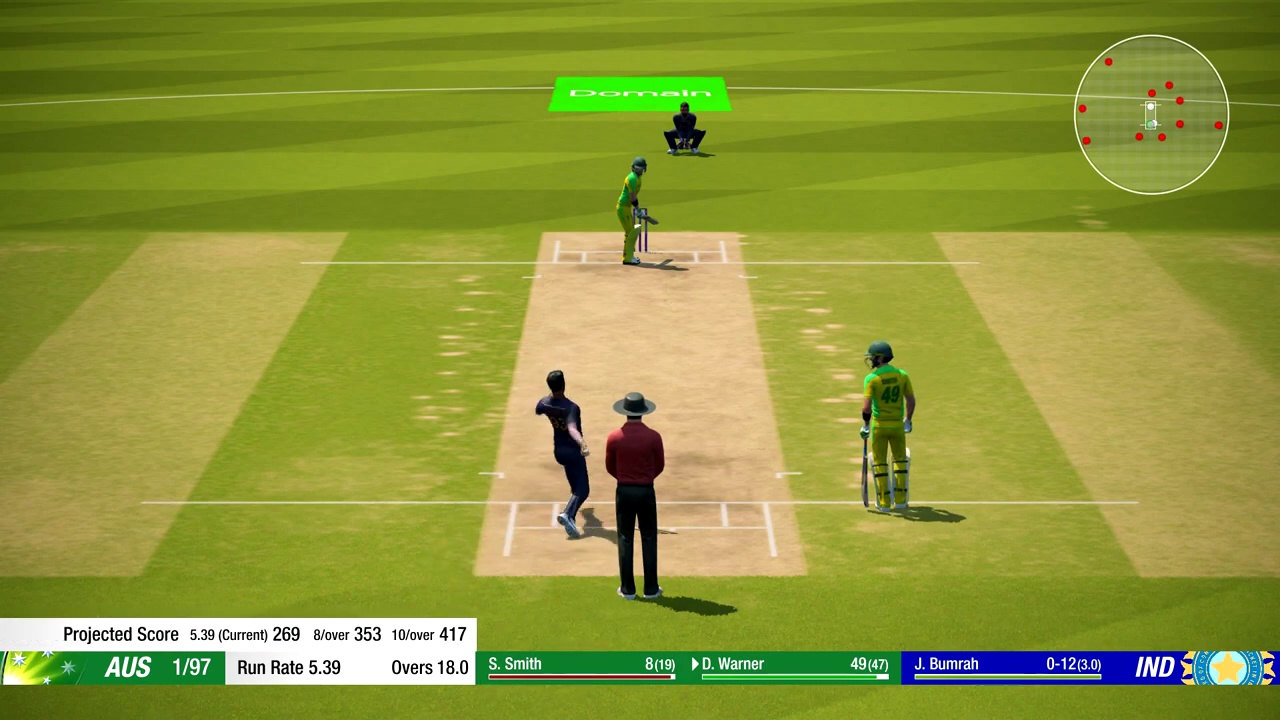 Domain
49
Projected Score 5.39 (Current) 269 8/over 353 10/over 417
AUS 1/97 Run Rate 5.39 Overs 18.0 S. Smith 8(19) D. Warner 49(47) J. Bumrah 0-12(3.0) IND